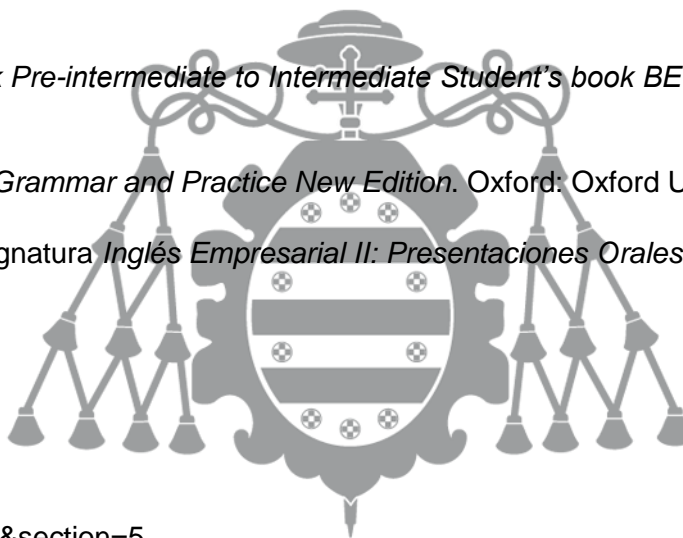 Pre-intermediate to Intermediate Student's book BE
Grammar and Practice New Edition. Oxford: Oxford U
gnatura Inglés Empresarial II: Presentaciones Orales
&section=5